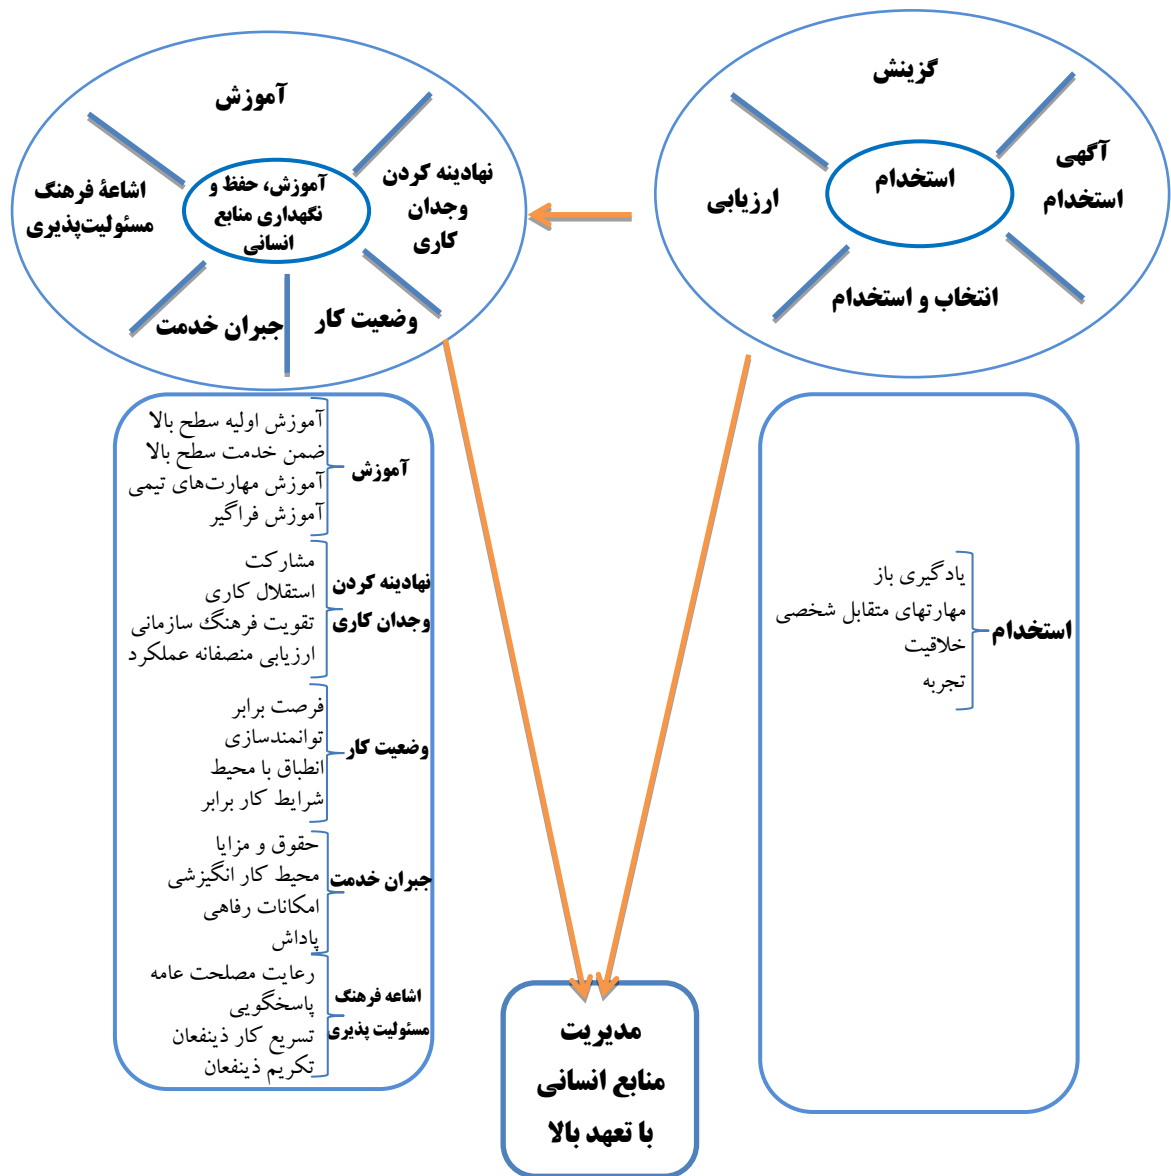 گزینش
آگهی
استخدام
استخدام
ارزیابی
انتخاب و استخدام
آموزش
نهادینه کردن
وجدان
کاری
آموزش، حفظ و
نگهداری منابع
انسانی
اشاعۀ فرهنگ
مسئولیت‌پذیری
وضعیت کار
جبران خدمت
استخدام
یادگیری باز
مهارتهای متقابل شخصی
خلاقیت
تجربه
آموزش
آموزش اولیه سطح بالا
ضمن خدمت سطح بالا
آموزش مهارت‌های تیمی
آموزش فراگیر
نهادینه کردن
وجدان کاری
مشارکت
استقلال کاری
تقویت فرهنگ سازمانی
ارزیابی منصفانه عملکرد
وضعیت کار
فرصت برابر
توانمندسازی
انطباق با محیط
شرایط کار برابر
جبران خدمت
حقوق و مزایا
محیط کار انگیزشی
امکانات رفاهی
پاداش
اشاعه فرهنگ
مسئولیت پذیری
رعایت مصلحت عامه
پاسخگویی
تسریع کار ذینفعان
تکریم ذینفعان
مدیریت
منابع انسانی
با تعهد بالا